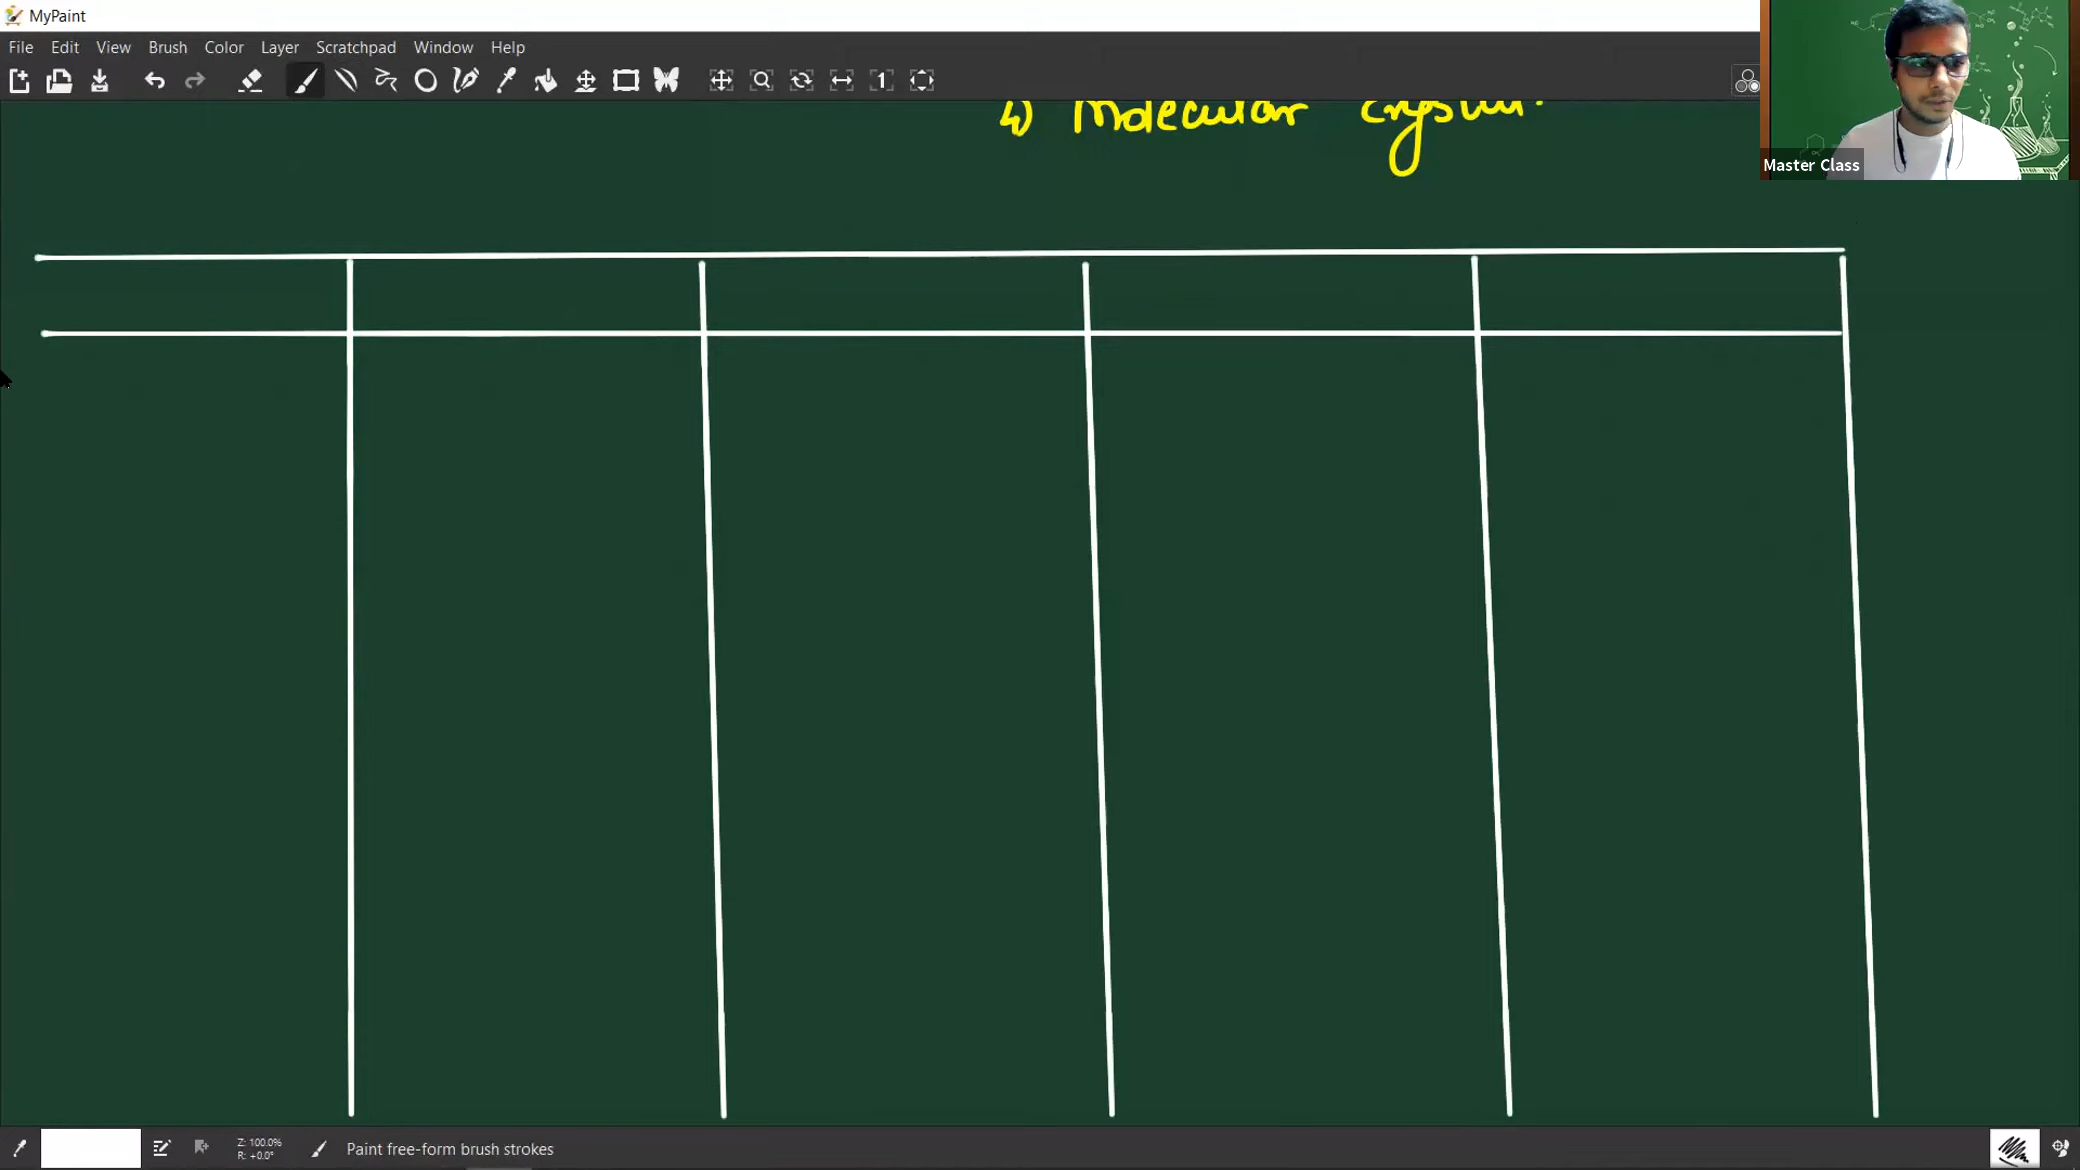 MyPaint
File Edit View Brush Color Layer Scratchpad Window Help
1
4) Molecular crystal.
Master Class
Z: 100.0%
R: +0.0°
Paint free-form brush strokes